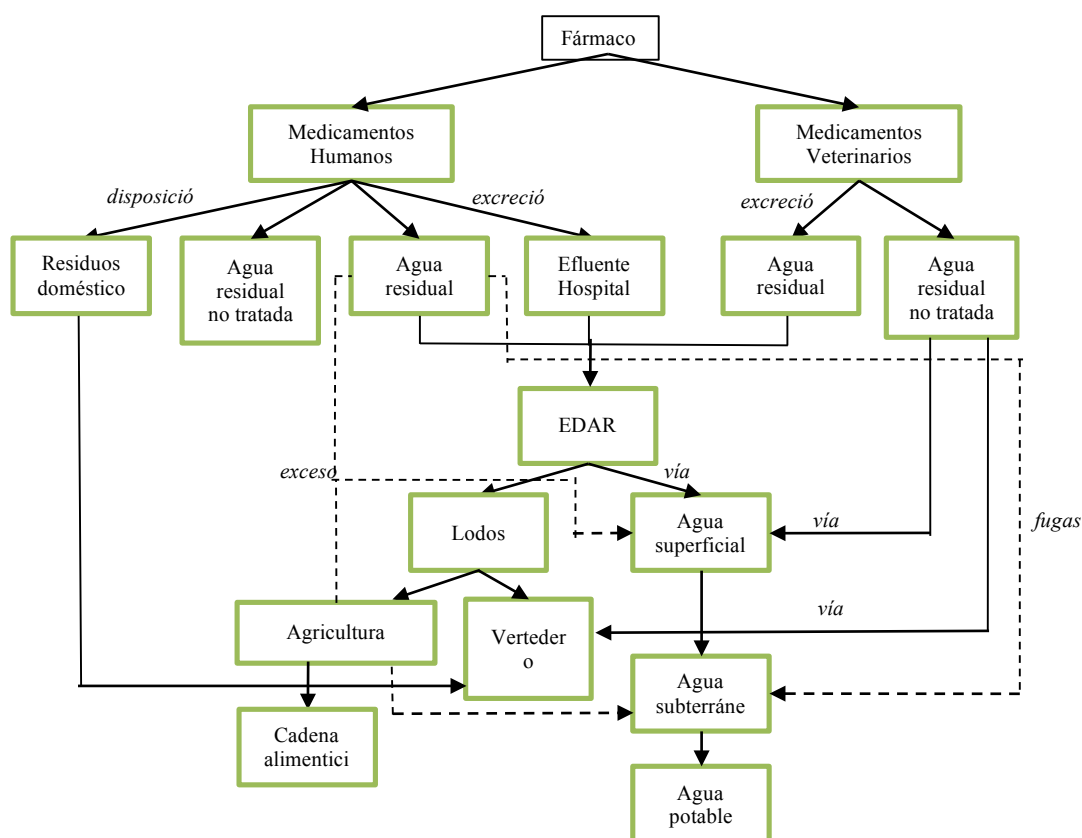 Fármaco
Medicamentos
Humanos
Medicamentos
Veterinarios
disposició
excreció
excreció
Residuos
doméstico
Agua
residual
no tratada
Agua
residual
Efluente
Hospital
Agua
residual
Agua
residual
no tratada
EDAR
exceso
vía
Lodos
Agua
superficial
vía
fugas
Agricultura
Verteder
o
vía
Agua
subterráne
Cadena
alimentici
Agua
potable